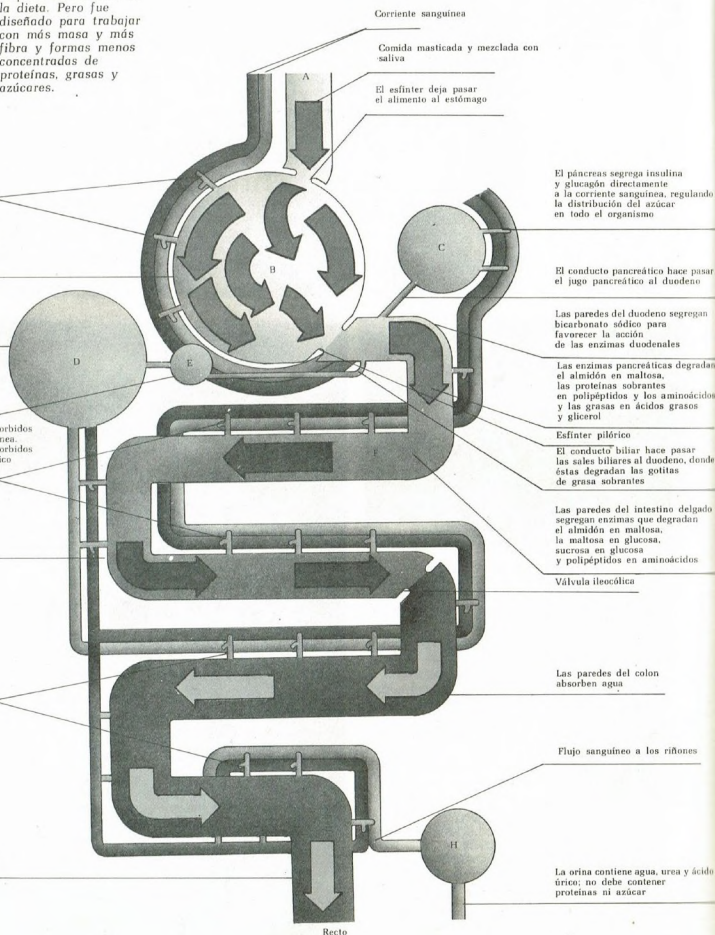 la dieta. Pero fue
diseñado para trabajar
con más masa y más
fibra y formas menos
concentradas de
proteínas, grasas y
azúcares.
Corriente sanguínea
Comida masticada y mezclada con
saliva
A
El esfínter deja pasar
el alimento al estómago
El páncreas segrega insulina
y glucagón directamente
a la corriente sanguínea, regulando
la distribución del azúcar
en todo el organismo
C
B
El conducto pancreático hace pasar
el jugo pancreático al duodeno
Las paredes del duodeno segregan
bicarbonato sódico para
favorecer la acción
de las enzimas duodenales
D
E
Las enzimas pancreáticas degradan
el almidón en maltosa,
las proteínas sobrantes
en polipéptidos y los aminoácidos
y las grasas en ácidos grasos
y glicerol
Esfínter pilórico
El conducto biliar hace pasar
las sales biliares al duodeno, donde
éstas degradan las gotitas
de grasa sobrantes
orbidos
nea.
orbidos
ico
F
Las paredes del intestino delgado
segregan enzimas que degradan
el almidón en maltosa,
la maltosa en glucosa,
sucrosa en glucosa
y polipéptidos en aminoácidos
Válvula ileocólica
Las paredes del colon
absorben agua
Flujo sanguíneo a los riñones
H
La orina contiene agua, urea y ácido
úrico; no debe contener
proteínas ni azúcar
Recto